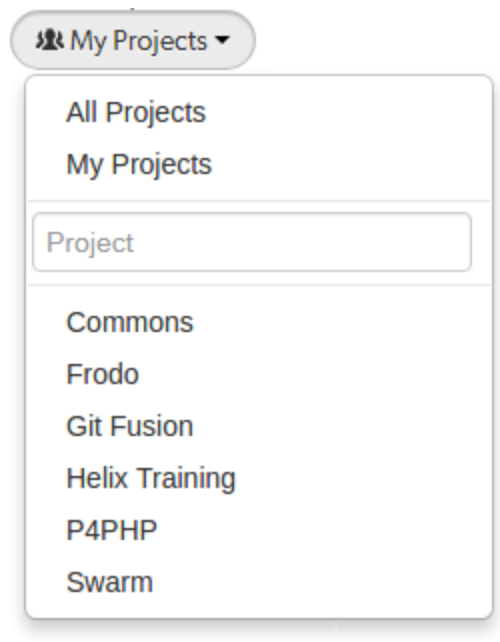 My Projects
All Projects
My Projects
Project
Commons
Frodo
Git Fusion
Helix Training
P4PHP
Swarm